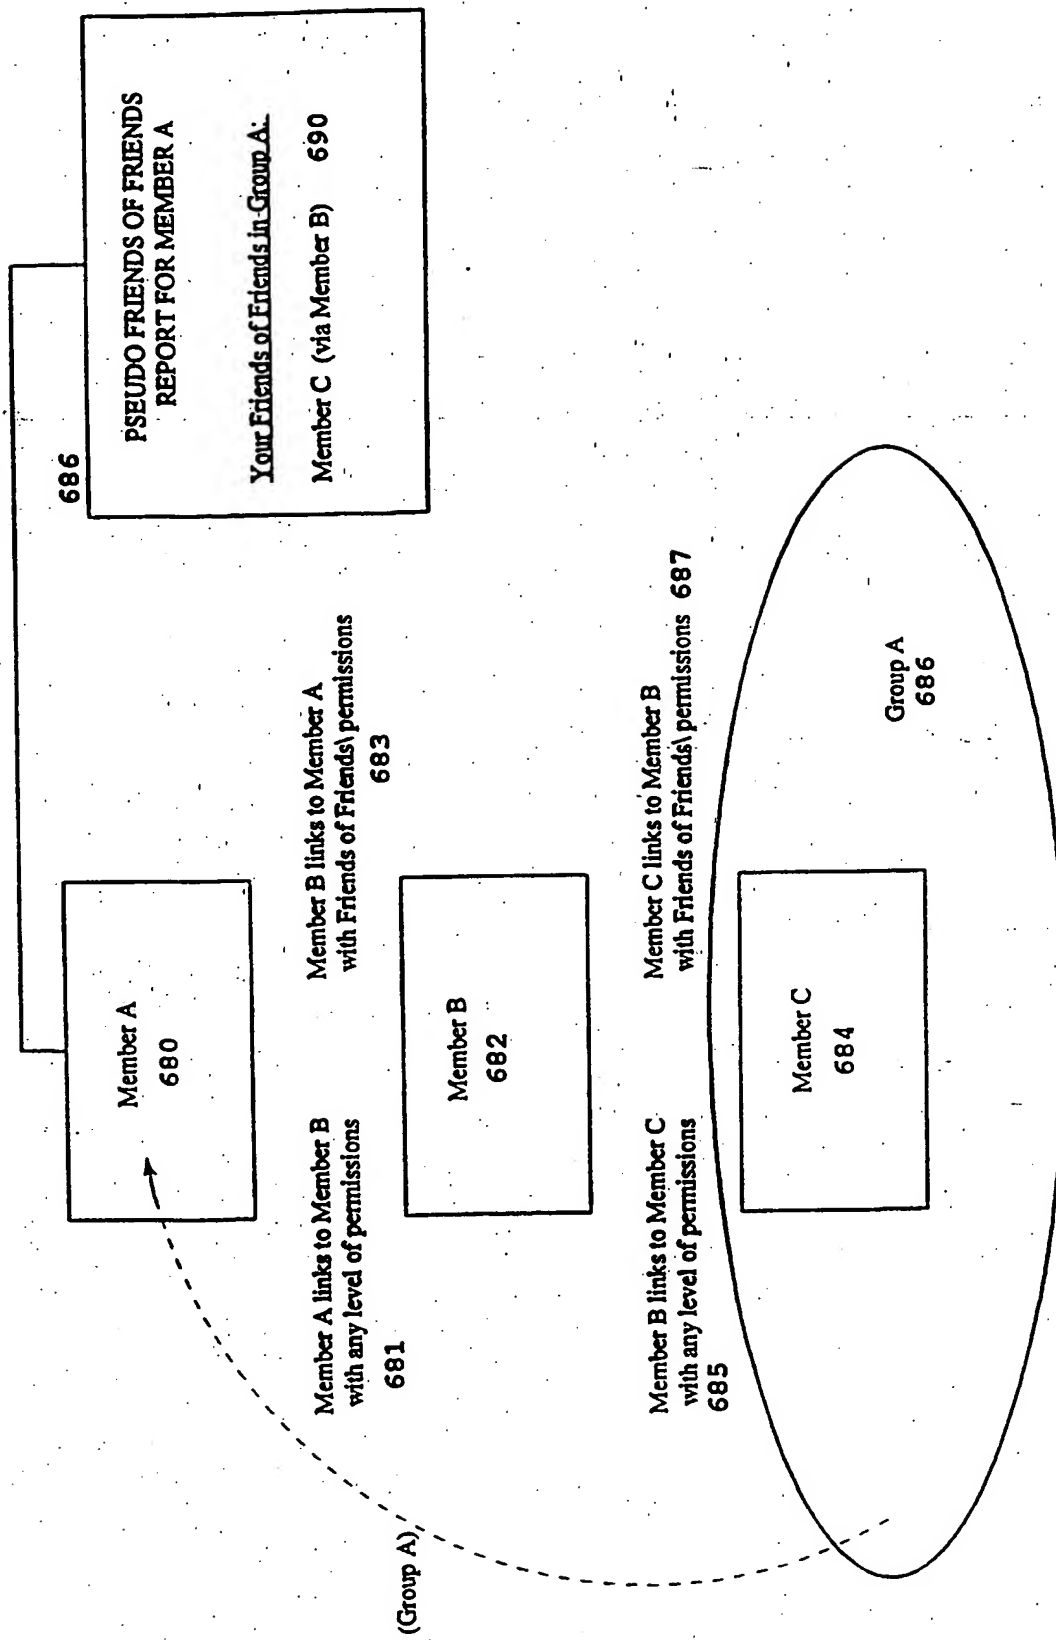 686
PSEUDO FRIENDS OF FRIENDS
REPORT FOR MEMBER A
Your Friends of Friends in Group A:
Member C (via Member B) 690
Member A
680
Member A links to Member B
with any level of permissions
681
Member B links to Member A
with Friends of Friends\ permissions
683
(Group A)
Member B
682
Member B links to Member C
with any level of permissions
685
Member C links to Member B
with Friends of Friends\ permissions 687
Member C
684
Group A
686